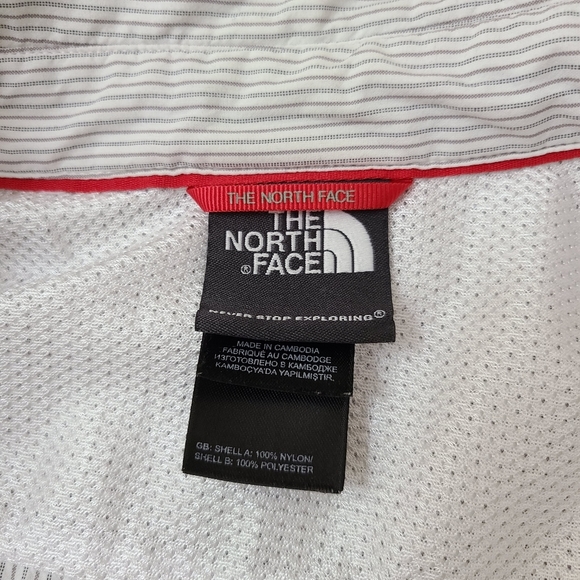 THE NORTH FACE
THE
NORTH
FACE®
NEVER STOP EXPLORING®
MADE IN CAMBODIA
FABRIQUÉ AU CAMBODGE
ИЗГОТОВЛЕНО В КАМБОДЖЕ
KAMBOÇYA'DA YAPILMIŞTIR.
GB: SHELL A: 100% NYLON/
SHELL B: 100% POLYESTER